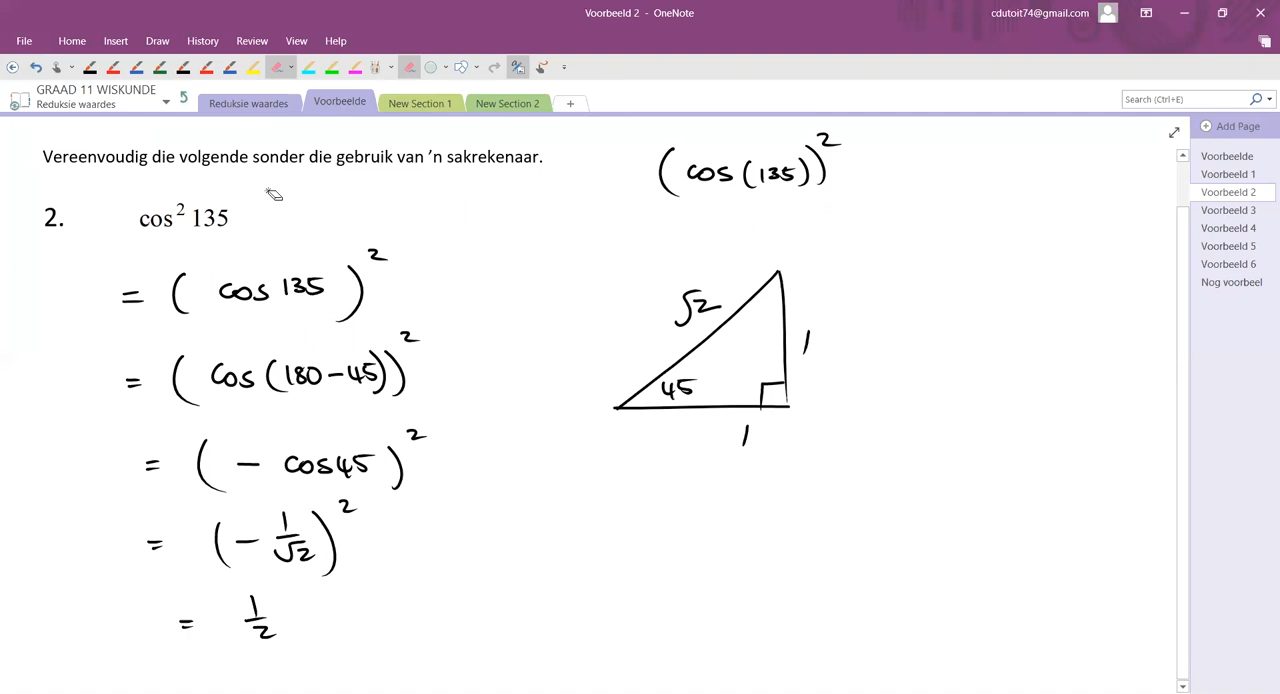 Voorbeeld 2 - OneNote
cdutoit74@gmail.com
File Home Insert Draw History Review View Help
GRAAD 11 WISKUNDE
Reduksie waardes
Reduksie waardes
Voorbeelde
New Section 1
New Section 2
+
Search (Ctrl+E)
Add Page
Voorbeelde
Voorbeeld 1
Voorbeeld 2
Voorbeeld 3
Voorbeeld 4
Voorbeeld 5
Voorbeeld 6
Nog voorbeel
Vereenvoudig die volgende sonder die gebruik van 'n sakrekenaar.
(cos(135))²
2. cos² 135
= (cos 135)²
= (cos(180-45))²
= (- cos45)²
= (- 1/√2)²
= 1/2
√2
1
45
1